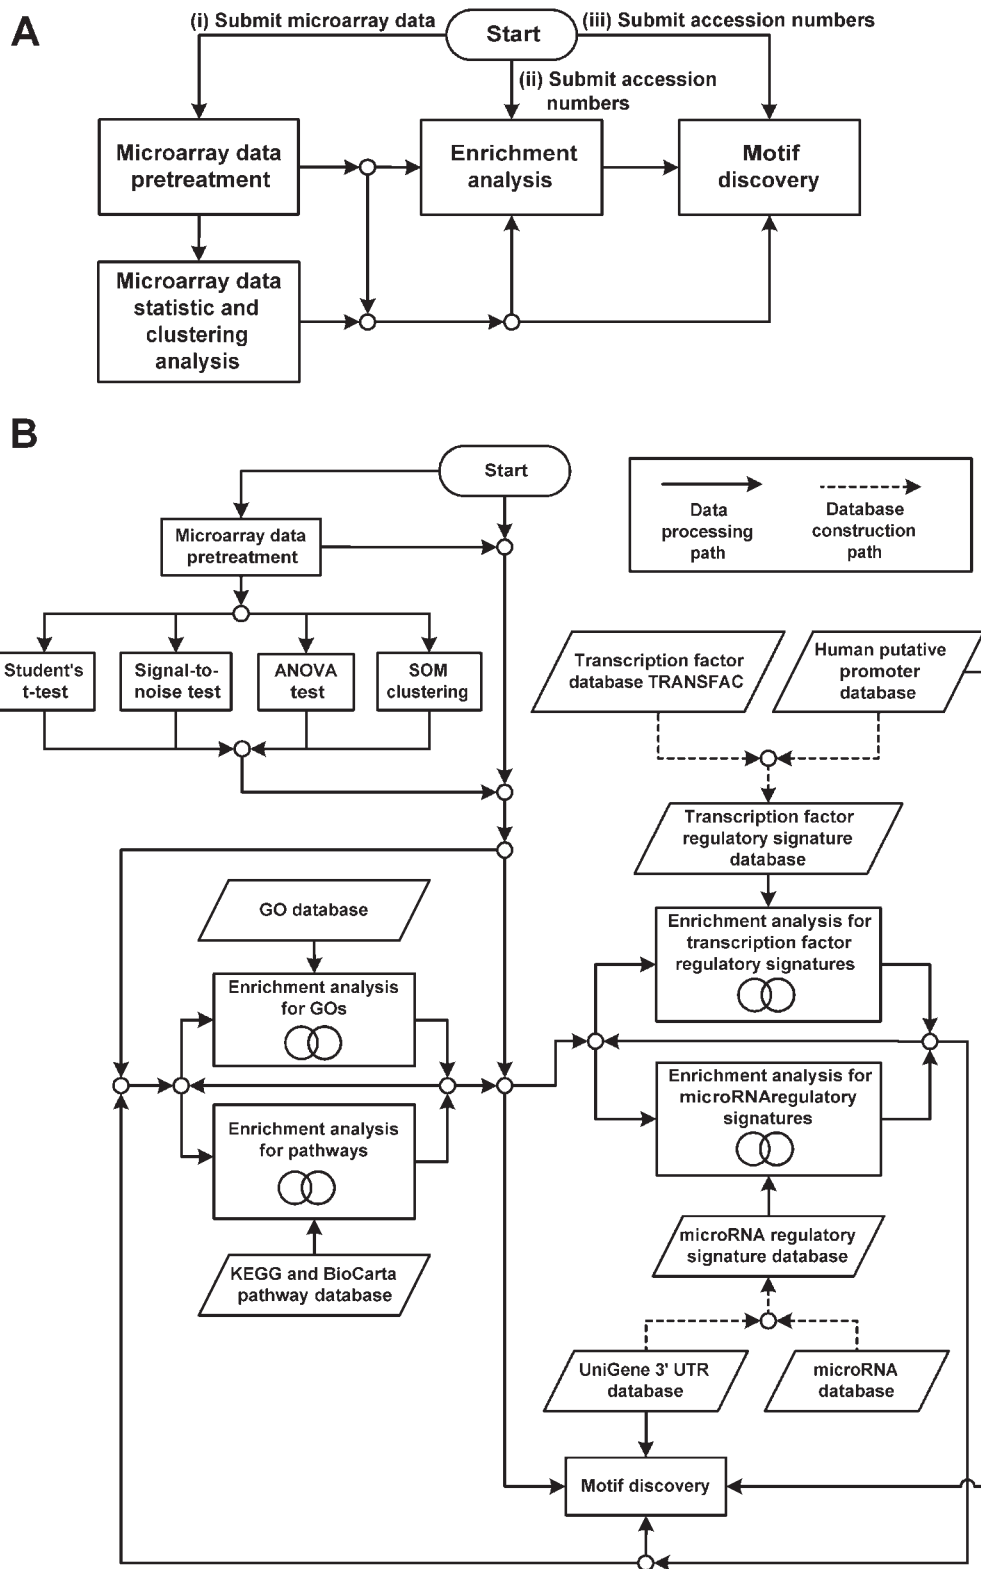 A
(i) Submit microarray data
Start
(iii) Submit accession numbers
(ii) Submit accession
numbers
Microarray data
pretreatment
Enrichment
analysis
Motif
discovery
Microarray data
statistic and
clustering
analysis
B
Start
Data
processing
path
Database
construction
path
Microarray data
pretreatment
Student's
t-test
Signal-to-
noise test
ANOVA
test
SOM
clustering
Transcription factor
database TRANSFAC
Human putative
promoter
database
Transcription factor
regulatory signature
database
GO database
Enrichment analysis for
transcription factor
regulatory signatures
Enrichment analysis
for GOs
Enrichment analysis for
microRNAregulatory
signatures
Enrichment analysis
for pathways
microRNA regulatory
signature database
KEGG and BioCarta
pathway database
UniGene 3' UTR
database
microRNA
database
Motif discovery